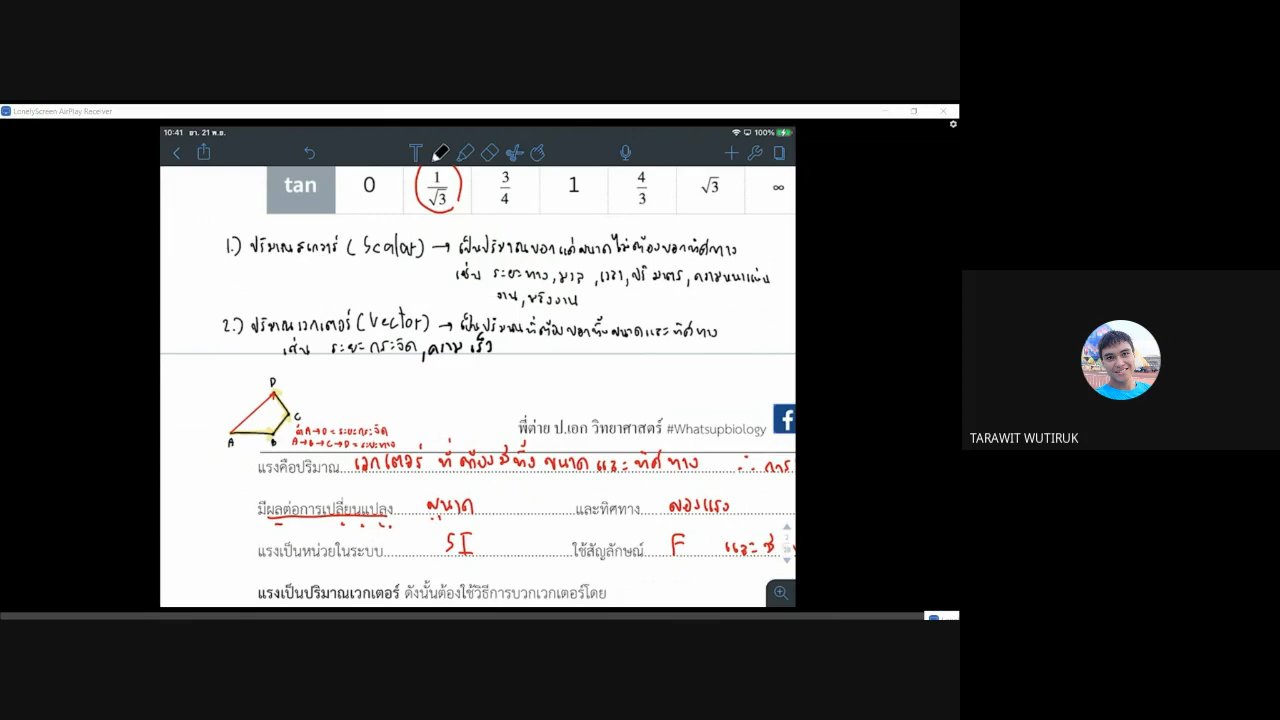 LonelyScreen AirPlay Receiver
10:41 อา. 21 พ.ย. 100%
tan 0 1/√3 3/4 1 4/3 √3 ∞
1.) ปริมาณสเกลาร์ (Scalar) → เป็นปริมาณบอกแต่ขนาดไม่ต้องบอกทิศทาง
เช่น ระยะทาง, มวล, เวลา, ปริมาตร, ความหนาแน่น
งาน, พลังงาน
2.) ปริมาณเวกเตอร์ (Vector) → เป็นปริมาณที่ต้องบอกทั้งขนาดและทิศทาง
เช่น ระยะกระจัด, ความเร็ว
D
C
A B
A→D = ระยะกระจัด
A→B→C→D = ระยะทาง
พี่ต่าย ป.เอก วิทยาศาสตร์ #Whatsupbiology
แรงคือปริมาณ เวกเตอร์ ที่ต้องมีทั้ง ขนาด และ ทิศทาง ∴ การ
มีผลต่อการเปลี่ยนแปลง ขนาด และทิศทาง ของแรง
แรงเป็นหน่วยในระบบ SI ใช้สัญลักษณ์ F และ
แรงเป็นปริมาณเวกเตอร์ ดังนั้นต้องใช้วิธีการบวกเวกเตอร์โดย
TARAWIT WUTIRUK